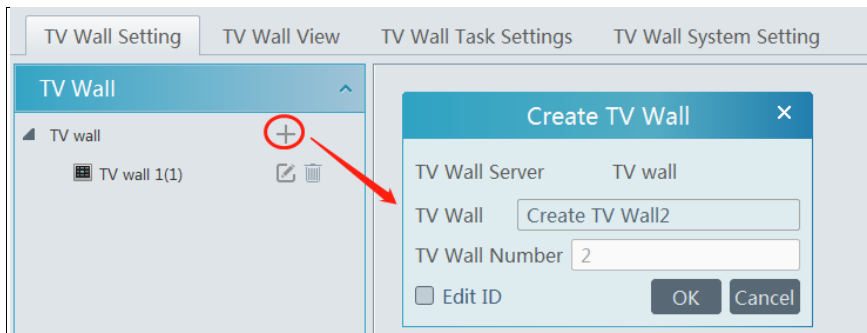 TV Wall Setting TV Wall View TV Wall Task Settings TV Wall System Setting
TV Wall
TV wall
TV wall 1(1)
Create TV Wall
TV Wall Server TV wall
TV Wall Create TV Wall2
TV Wall Number 2
Edit ID OK Cancel